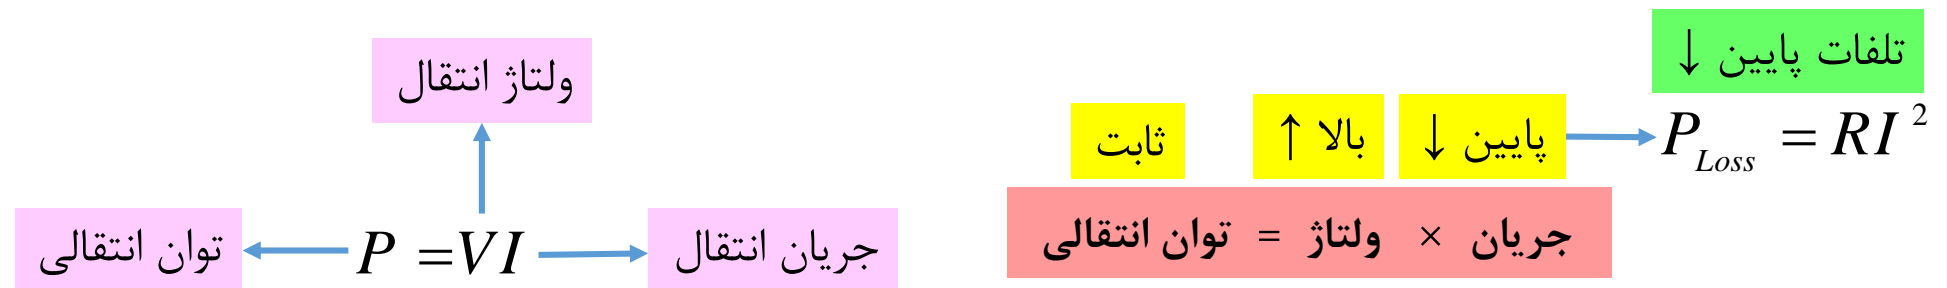 تلفات پایین ↓
P_Loss = RI²
پایین ↓
بالا ↑
ثابت
جریان × ولتاژ = توان انتقالی
ولتاژ انتقال
P = VI
جریان انتقال
توان انتقالی